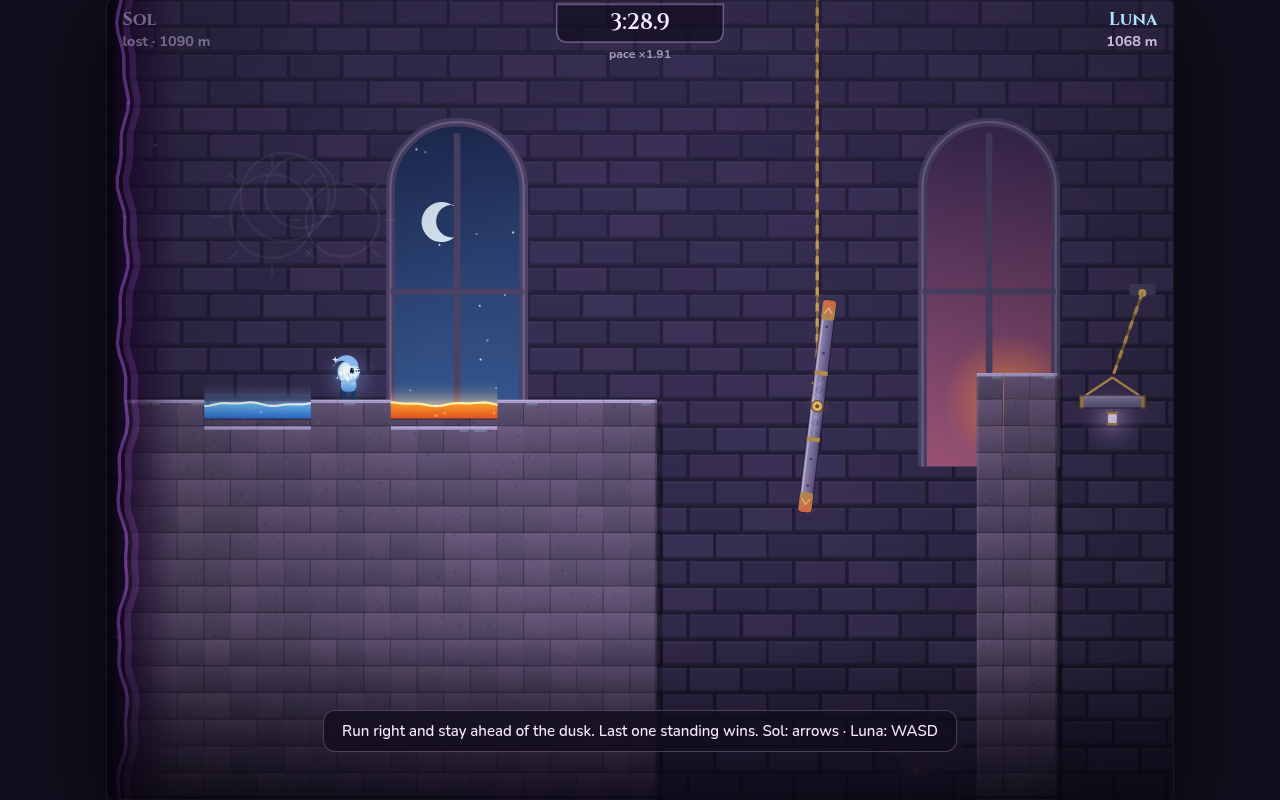 Sol
lost · 1090 m
3:28.9
pace ×1.91
Luna
1068 m
Run right and stay ahead of the dusk. Last one standing wins. Sol: arrows · Luna: WASD